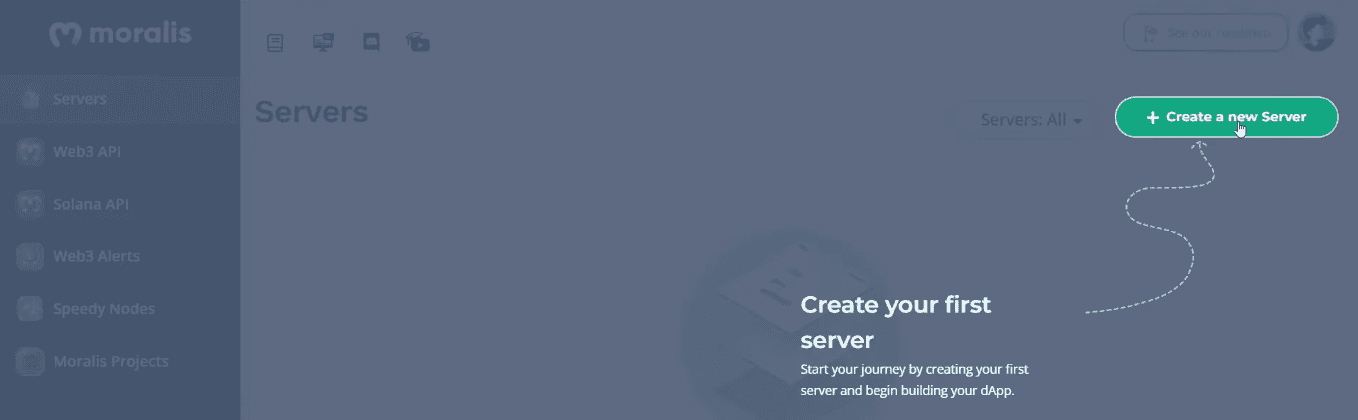 moralis
See our roadmap
Servers
Servers
Servers: All
+ Create a new Server
Web3 API
Solana API
Web3 Alerts
Speedy Nodes
Moralis Projects
Create your first
server
Start your journey by creating your first
server and begin building your dApp.